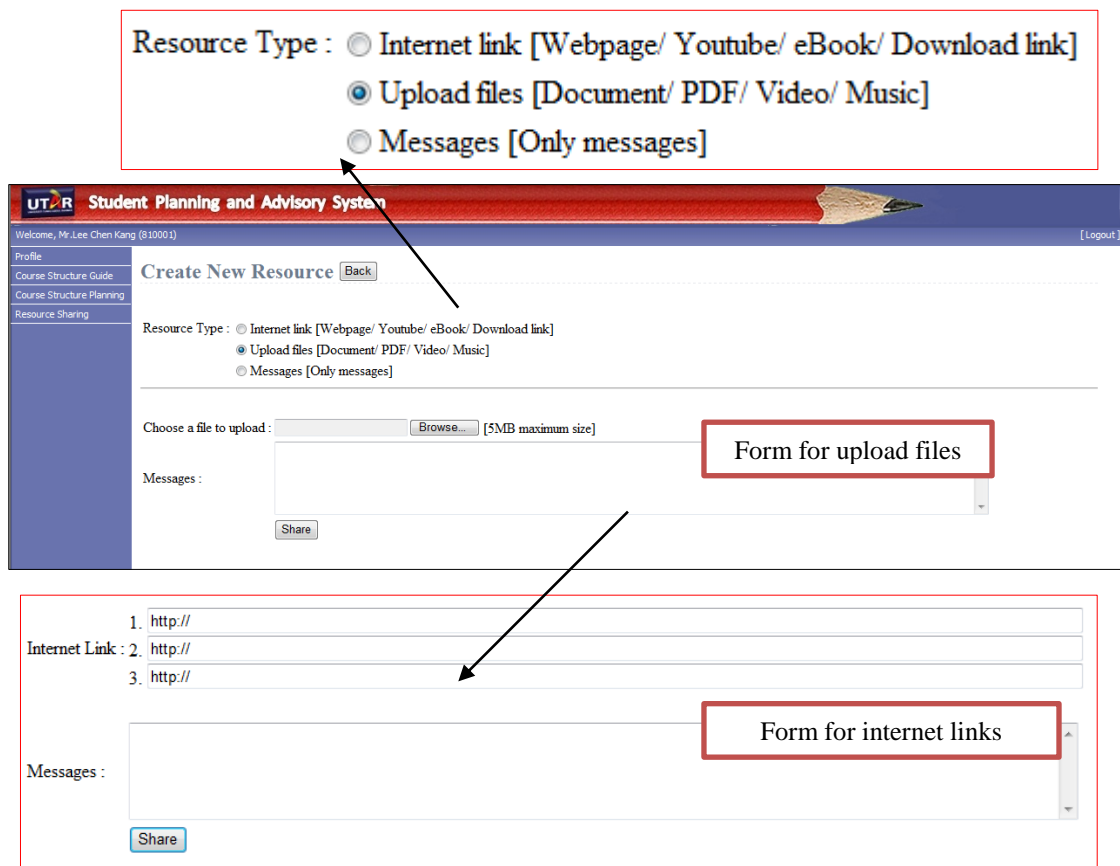 Resource Type : Internet link [Webpage/ Youtube/ eBook/ Download link]
Upload files [Document/ PDF/ Video/ Music]
Messages [Only messages]
UTAR Student Planning and Advisory System
Welcome, Mr.Lee Chen Kang (810001) [ Logout ]
Profile
Course Structure Guide
Course Structure Planning
Resource Sharing
Create New Resource Back
Resource Type : Internet link [Webpage/ Youtube/ eBook/ Download link]
Upload files [Document/ PDF/ Video/ Music]
Messages [Only messages]
Choose a file to upload : Browse... [5MB maximum size]
Form for upload files
Messages :
Share
1. http://
Internet Link : 2. http://
3. http://
Form for internet links
Messages :
Share